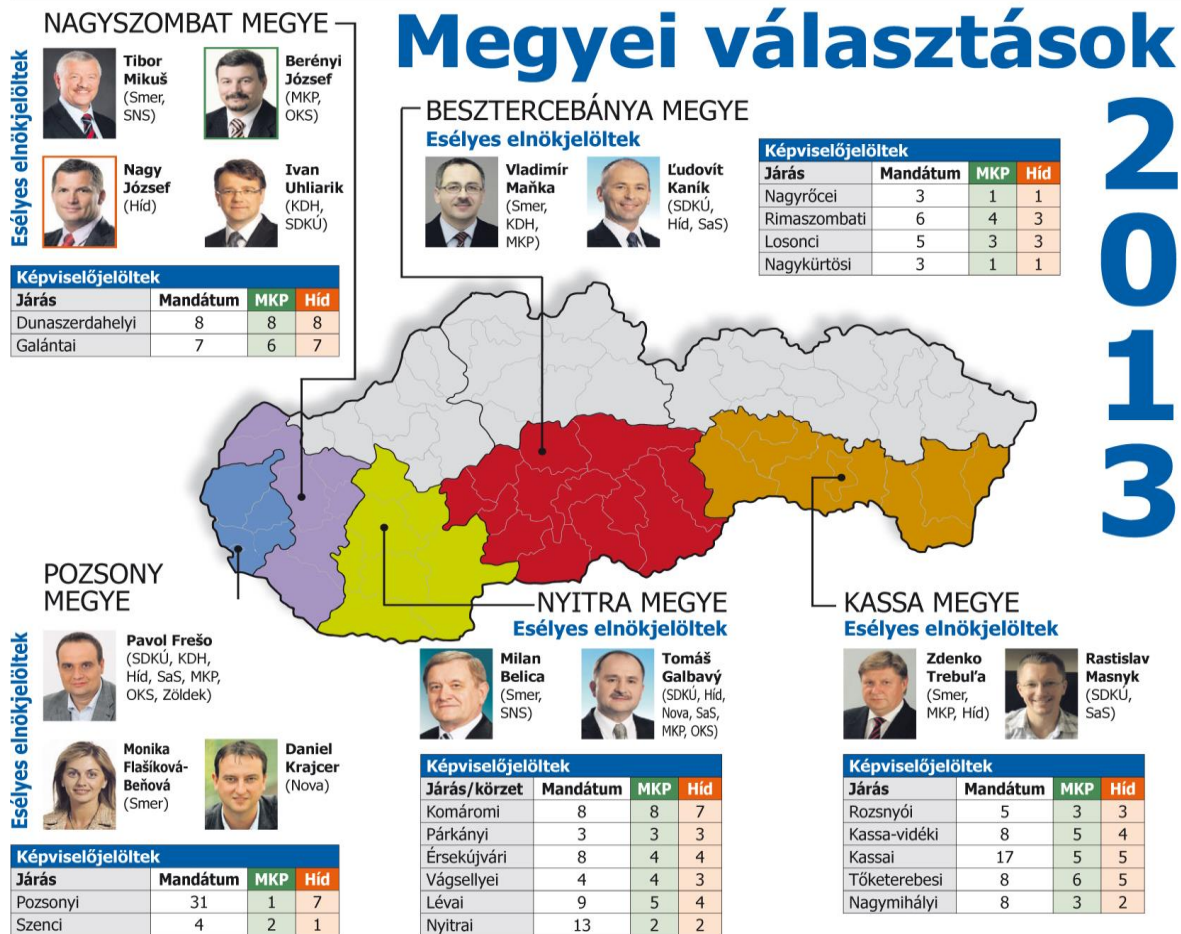 Megyei választások
2
0
1
3
NAGYSZOMBAT MEGYE
Esélyes elnökjelöltek
Tibor
Mikuš
(Smer,
SNS)
Berényi
József
(MKP,
OKS)
Nagy
József
(Híd)
Ivan
Uhliarik
(KDH,
SDKÚ)
Képviselőjelöltek
Járás Mandátum MKP Híd
Dunaszerdahelyi 8 8 8
Galántai 7 6 7
BESZTERCEBÁNYA MEGYE
Esélyes elnökjelöltek
Vladimír
Maňka
(Smer,
KDH,
MKP)
Ľudovít
Kaník
(SDKÚ,
Híd, SaS)
Képviselőjelöltek
Járás Mandátum MKP Híd
Nagyrőcei 3 1 1
Rimaszombati 6 4 3
Losonci 5 3 3
Nagykürtösi 3 1 1
POZSONY
MEGYE
Esélyes elnökjelöltek
Pavol Frešo
(SDKÚ, KDH,
Híd, SaS, MKP,
OKS, Zöldek)
Monika
Flašíková-
Beňová
(Smer)
Daniel
Krajcer
(Nova)
Képviselőjelöltek
Járás Mandátum MKP Híd
Pozsonyi 31 1 7
Szenci 4 2 1
NYITRA MEGYE
Esélyes elnökjelöltek
Milan
Belica
(Smer,
SNS)
Tomáš
Galbavý
(SDKÚ, Híd,
Nova, SaS,
MKP, OKS)
Képviselőjelöltek
Járás/körzet Mandátum MKP Híd
Komáromi 8 8 7
Párkányi 3 3 3
Érsekújvári 8 4 4
Vágsellyei 4 4 3
Lévai 9 5 4
Nyitrai 13 2 2
KASSA MEGYE
Esélyes elnökjelöltek
Zdenko
Trebuľa
(Smer,
MKP, Híd)
Rastislav
Masnyk
(SDKÚ,
SaS)
Képviselőjelöltek
Járás Mandátum MKP Híd
Rozsnyói 5 3 3
Kassa-vidéki 8 5 4
Kassai 17 5 5
Tőketerebesi 8 6 5
Nagymihályi 8 3 2